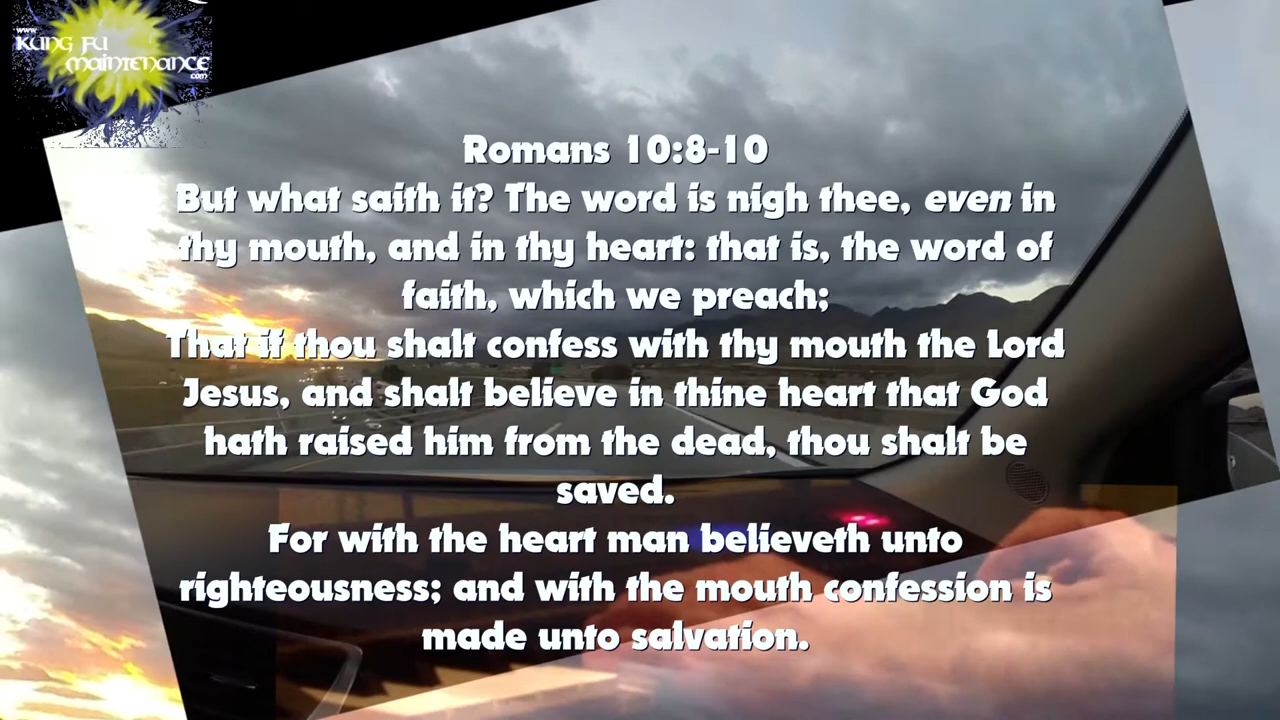 www
Kung Fu
Maintenance
.com
Romans 10:8-10
But what saith it? The word is nigh thee, even in
thy mouth, and in thy heart: that is, the word of
faith, which we preach;
That if thou shalt confess with thy mouth the Lord
Jesus, and shalt believe in thine heart that God
hath raised him from the dead, thou shalt be
saved.
For with the heart man believeth unto
righteousness; and with the mouth confession is
made unto salvation.